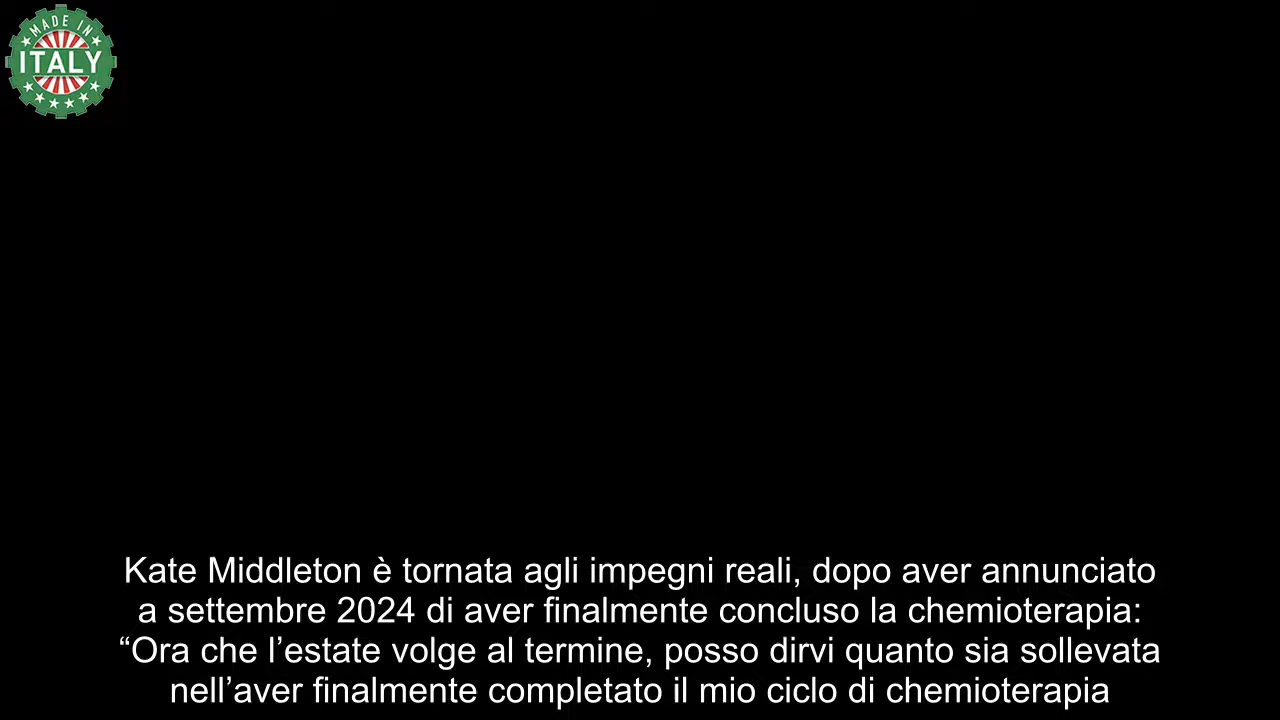 MADE IN
ITALY
Kate Middleton è tornata agli impegni reali, dopo aver annunciato
a settembre 2024 di aver finalmente concluso la chemioterapia:
“Ora che l’estate volge al termine, posso dirvi quanto sia sollevata
nell’aver finalmente completato il mio ciclo di chemioterapia